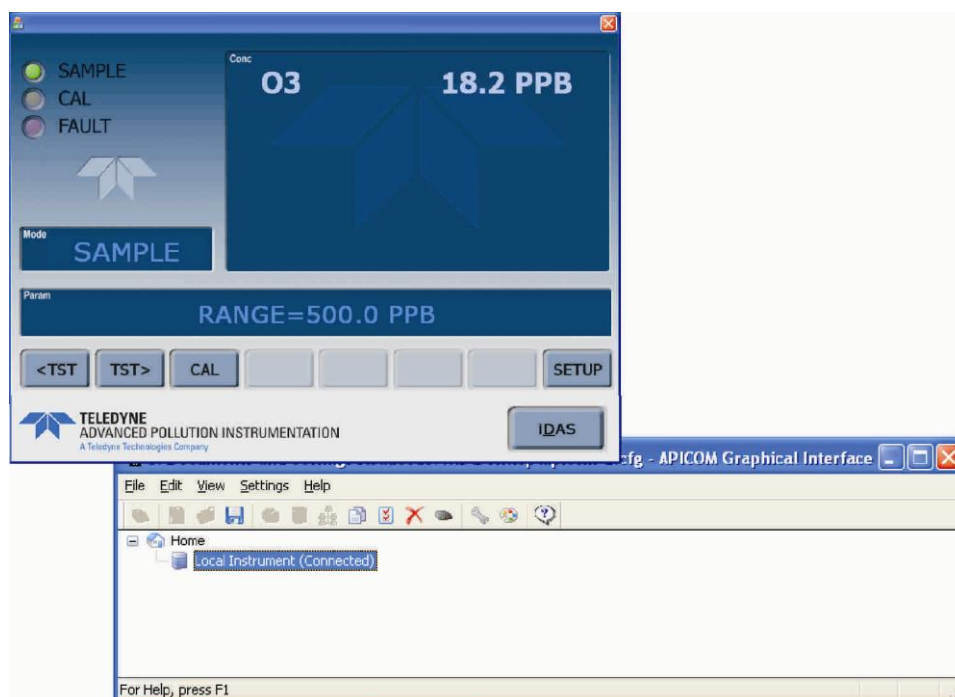 SAMPLE
CAL
FAULT
Conc
O3 18.2 PPB
Mode
SAMPLE
Param
RANGE=500.0 PPB
<TST TST> CAL SETUP
TELEDYNE
ADVANCED POLLUTION INSTRUMENTATION
A Teledyne Technologies Company
IDAS
cfg - APICOM Graphical Interface
File Edit View Settings Help
Home
Local Instrument (Connected)
For Help, press F1